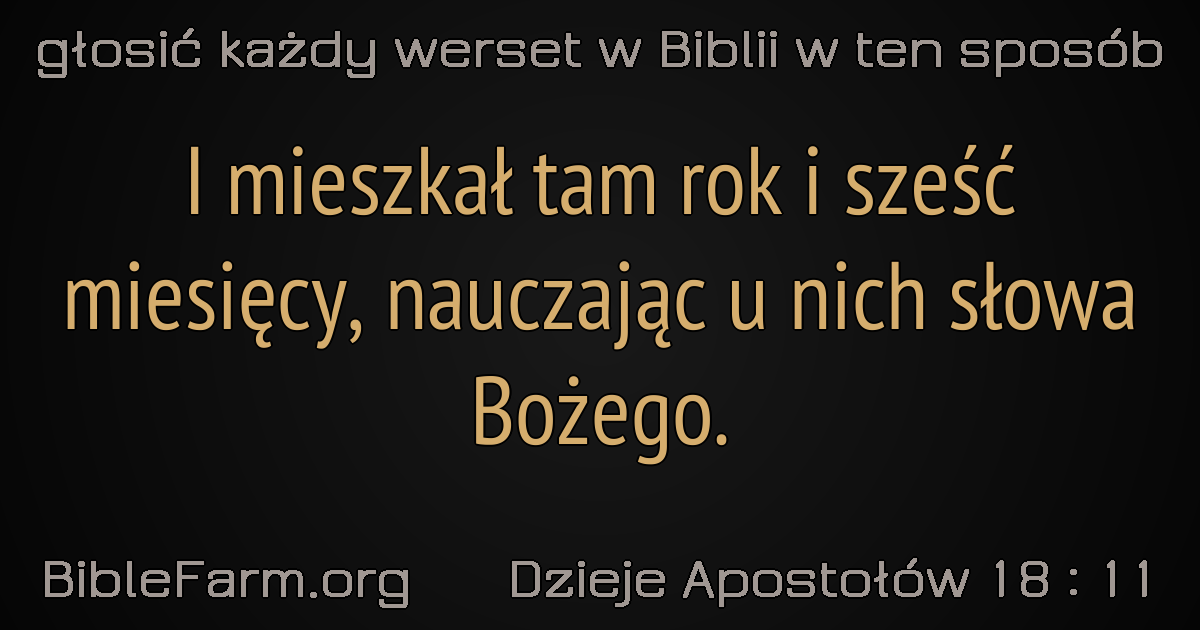 głosić każdy werset w Biblii w ten sposób
I mieszkał tam rok i sześć
miesięcy, nauczając u nich słowa
Bożego.
BibleFarm.org
Dzieje Apostołów 18 : 11